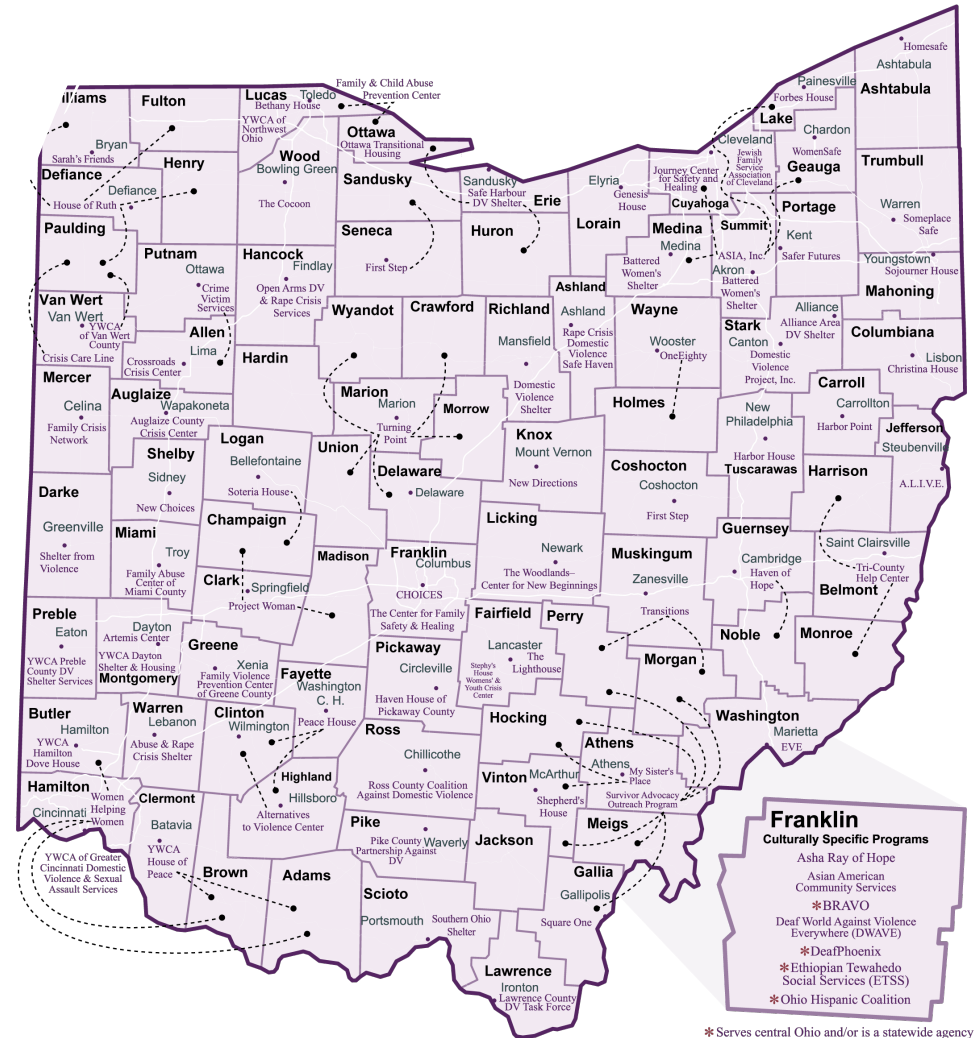 Homesafe
Ashtabula
Ashtabula
Painesville
Forbes House
Lake
Chardon
WomenSafe
Geauga
Trumbull
Warren
Someplace
Safe
Family & Child Abuse
Prevention Center
Lucas
Toledo
Bethany House
YWCA of
Northwest
Ohio
Fulton
lliams
Bryan
Sarah's Friends
Defiance
Defiance
House of Ruth
Henry
Wood
Bowling Green
The Cocoon
Ottawa
Ottawa Transitional
Housing
Sandusky
Sandusky
Safe Harbour
DV Shelter
Erie
Elyria
Genesis
House
Lorain
Cleveland
Jewish
Family
Service
Association
of Cleveland
Journey Center
for Safety and
Healing
Cuyahoga
Portage
Kent
Safer Futures
Summit
ASIA, Inc.
Akron
Battered
Women's
Shelter
Medina
Medina
Battered
Women's
Shelter
Youngstown
Sojourner House
Mahoning
Paulding
Putnam
Ottawa
Crime
Victim
Services
Hancock
Findlay
Open Arms DV
& Rape Crisis
Services
Seneca
First Step
Huron
Ashland
Ashland
Rape Crisis
Domestic
Violence
Safe Haven
Van Wert
Van Wert
YWCA
of Van Wert
County
Crisis Care Line
Allen
Lima
Crossroads
Crisis Center
Hardin
Wyandot
Crawford
Richland
Mansfield
Domestic
Violence
Shelter
Wayne
Wooster
OneEighty
Stark
Canton
Domestic
Violence
Project, Inc.
Alliance
Alliance Area
DV Shelter
Columbiana
Lisbon
Christina House
Mercer
Celina
Family Crisis
Network
Auglaize
Wapakoneta
Auglaize County
Crisis Center
Marion
Marion
Turning
Point
Morrow
Holmes
Carroll
Carrollton
Harbor Point
Jefferson
Steubenville
A.L.I.V.E.
New
Philadelphia
Harbor House
Tuscarawas
Harrison
Logan
Bellefontaine
Soteria House
Union
Delaware
Delaware
Knox
Mount Vernon
New Directions
Coshocton
Coshocton
First Step
Shelby
Sidney
New Choices
Darke
Greenville
Shelter from
Violence
Miami
Troy
Family Abuse
Center of
Miami County
Champaign
Clark
Springfield
Project Woman
Madison
Franklin
Columbus
CHOICES
The Center for Family
Safety & Healing
Licking
Newark
The Woodlands–
Center for New Beginnings
Muskingum
Zanesville
Transitions
Guernsey
Cambridge
Haven of
Hope
Saint Clairsville
Tri-County
Help Center
Belmont
Preble
Eaton
YWCA Preble
County DV
Shelter Services
Dayton
Artemis Center
YWCA Dayton
Shelter & Housing
Montgomery
Greene
Xenia
Family Violence
Prevention Center
of Greene County
Fayette
Washington
C. H.
Peace House
Pickaway
Circleville
Haven House of
Pickaway County
Fairfield
Lancaster
The
Lighthouse
Stephy's
House
Womens' &
Youth Crisis
Center
Perry
Morgan
Noble
Monroe
Washington
Marietta
EVE
Butler
Hamilton
YWCA
Hamilton
Dove House
Warren
Lebanon
Abuse & Rape
Crisis Shelter
Clinton
Wilmington
Ross
Chillicothe
Ross County Coalition
Against Domestic Violence
Hocking
Athens
Athens
My Sister's
Place
Survivor Advocacy
Outreach Program
Vinton
McArthur
Shepherd's
House
Hamilton
Cincinnati
Women
Helping
Women
YWCA of Greater
Cincinnati Domestic
Violence & Sexual
Assault Services
Clermont
Batavia
YWCA
House of
Peace
Highland
Hillsboro
Alternatives
to Violence Center
Pike
Pike County
Partnership Against
DV
Waverly
Jackson
Meigs
Gallia
Gallipolis
Square One
Brown
Adams
Scioto
Portsmouth
Southern Ohio
Shelter
Lawrence
Ironton
Lawrence County
DV Task Force
Franklin
Culturally Specific Programs
Asha Ray of Hope
Asian American
Community Services
*BRAVO
Deaf World Against Violence
Everywhere (DWAVE)
*DeafPhoenix
*Ethiopian Tewahedo
Social Services (ETSS)
*Ohio Hispanic Coalition
*Serves central Ohio and/or is a statewide agency